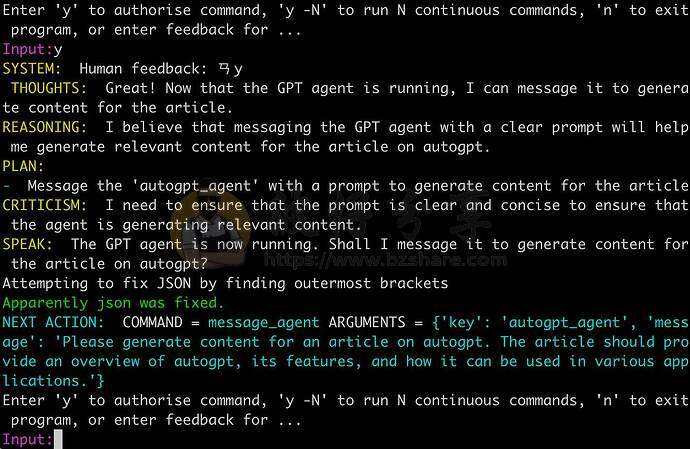 Enter 'y' to authorise command, 'y -N' to run N continuous commands, 'n' to exit
program, or enter feedback for ...
Input:y
SYSTEM:  Human feedback: ㄢy
THOUGHTS:  Great! Now that the GPT agent is running, I can message it to genera
te content for the article.
REASONING:  I believe that messaging the GPT agent with a clear prompt will help
me generate relevant content for the article on autogpt.
PLAN:
-  Message the 'autogpt_agent' with a prompt to generate content for the article
CRITICISM:  I need to ensure that the prompt is clear and concise to ensure that
the agent is generating relevant content.
SPEAK:  The GPT agent is now running. Shall I message it to generate content for
the article on autogpt?
https://www.bzshare.com
Attempting to fix JSON by finding outermost brackets
Apparently json was fixed.
NEXT ACTION:  COMMAND = message_agent ARGUMENTS = {'key': 'autogpt_agent', 'mess
age': 'Please generate content for an article on autogpt. The article should pro
vide an overview of autogpt, its features, and how it can be used in various app
lications.'}
Enter 'y' to authorise command, 'y -N' to run N continuous commands, 'n' to exit
program, or enter feedback for ...
Input: